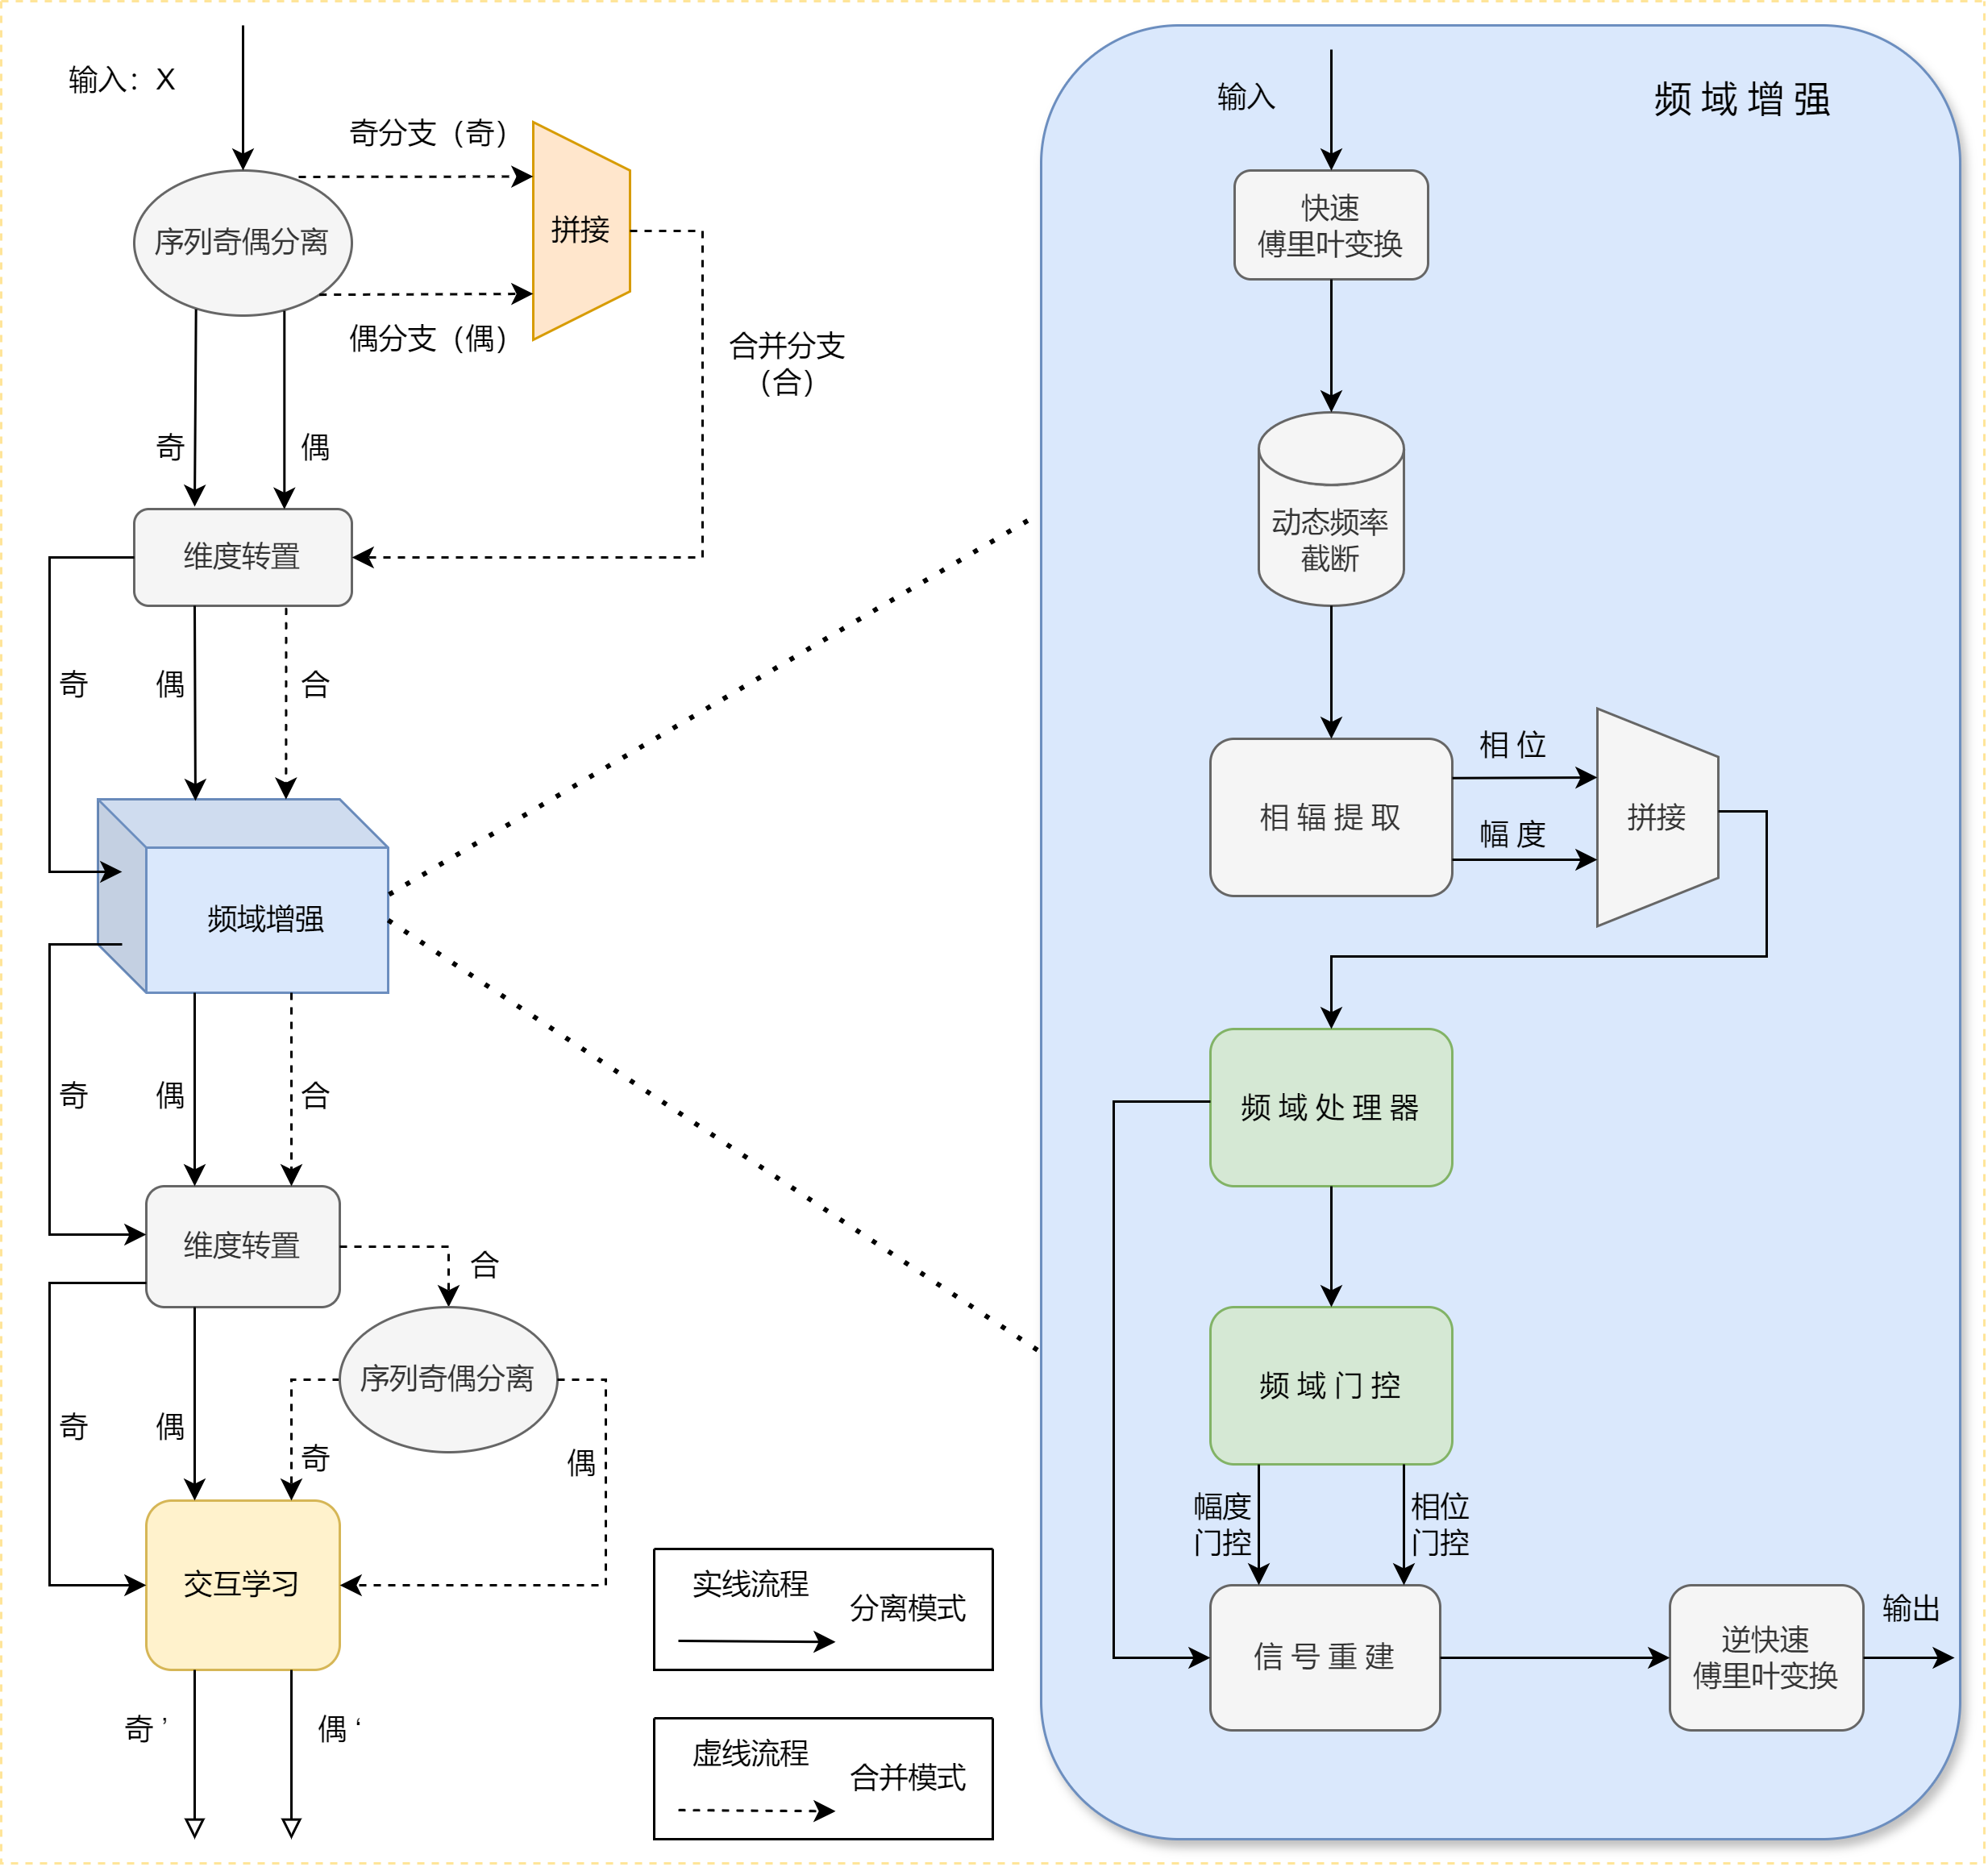 输入：X
奇分支（奇）
序列奇偶分离
拼接
偶分支（偶）
合并分支
（合）
奇
偶
维度转置
奇
偶
合
频域增强
奇
偶
合
维度转置
合
序列奇偶分离
奇
偶
奇
偶
交互学习
奇 ’
偶 ‘
实线流程
分离模式
虚线流程
合并模式
频 域 增 强
输入
快速
傅里叶变换
动态频率
截断
相 辐 提 取
相 位
幅 度
拼接
频 域 处 理 器
频 域 门 控
幅度
门控
相位
门控
信 号 重 建
逆快速
傅里叶变换
输出